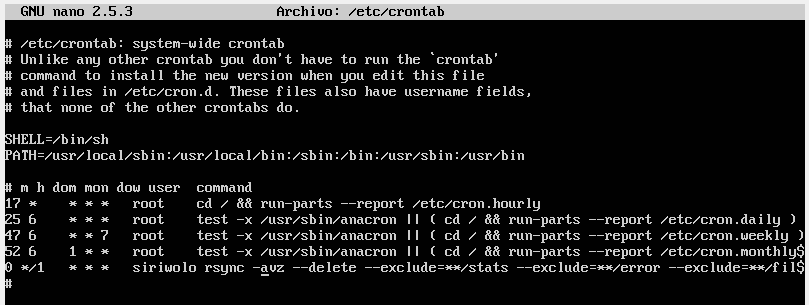 GNU nano 2.5.3 Archivo: /etc/crontab
# /etc/crontab: system-wide crontab
# Unlike any other crontab you don't have to run the `crontab'
# command to install the new version when you edit this file
# and files in /etc/cron.d. These files also have username fields,
# that none of the other crontabs do.
SHELL=/bin/sh
PATH=/usr/local/sbin:/usr/local/bin:/sbin:/bin:/usr/sbin:/usr/bin
# m h dom mon dow user command
17 * * * * root cd / && run-parts --report /etc/cron.hourly
25 6 * * * root test -x /usr/sbin/anacron || ( cd / && run-parts --report /etc/cron.daily )
47 6 * * 7 root test -x /usr/sbin/anacron || ( cd / && run-parts --report /etc/cron.weekly )
52 6 1 * * root test -x /usr/sbin/anacron || ( cd / && run-parts --report /etc/cron.monthly$
0 */1 * * * siriwolo rsync -avz --delete --exclude=**/stats --exclude=**/error --exclude=**/fil$
#